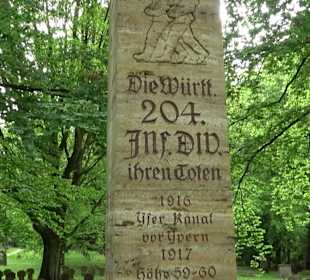 Die Württ.
204.
Inf. Div.
ihren Toten
1916
Yser Kanal
vor Ypern
1917
Höhe 59-60